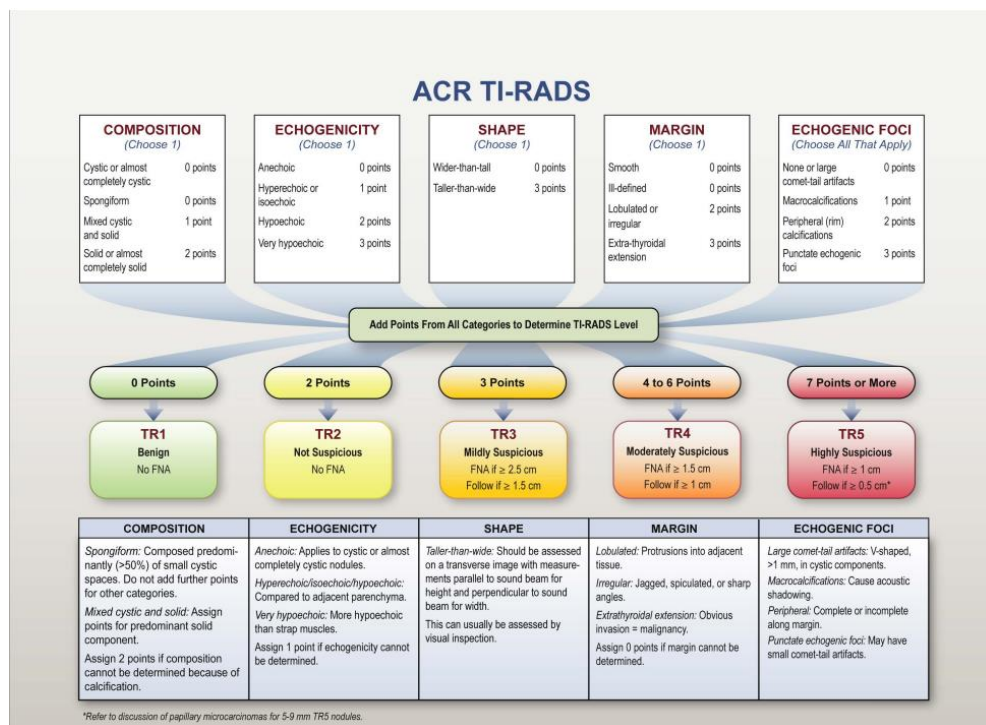 ACR TI-RADS
COMPOSITION
(Choose 1)
Cystic or almost completely cystic 0 points
Spongiform 0 points
Mixed cystic and solid 1 point
Solid or almost completely solid 2 points
ECHOGENICITY
(Choose 1)
Anechoic 0 points
Hyperechoic or isoechoic 1 point
Hypoechoic 2 points
Very hypoechoic 3 points
SHAPE
(Choose 1)
Wider-than-tall 0 points
Taller-than-wide 3 points
MARGIN
(Choose 1)
Smooth 0 points
Ill-defined 0 points
Lobulated or irregular 2 points
Extra-thyroidal extension 3 points
ECHOGENIC FOCI
(Choose All That Apply)
None or large comet-tail artifacts 0 points
Macrocalcifications 1 point
Peripheral (rim) calcifications 2 points
Punctate echogenic foci 3 points
Add Points From All Categories to Determine TI-RADS Level
0 Points
2 Points
3 Points
4 to 6 Points
7 Points or More
TR1
Benign
No FNA
TR2
Not Suspicious
No FNA
TR3
Mildly Suspicious
FNA if ≥ 2.5 cm
Follow if ≥ 1.5 cm
TR4
Moderately Suspicious
FNA if ≥ 1.5 cm
Follow if ≥ 1 cm
TR5
Highly Suspicious
FNA if ≥ 1 cm
Follow if ≥ 0.5 cm*
COMPOSITION
Spongiform: Composed predomi-
nantly (>50%) of small cystic
spaces. Do not add further points
for other categories.
Mixed cystic and solid: Assign
points for predominant solid
component.
Assign 2 points if composition
cannot be determined because of
calcification.
ECHOGENICITY
Anechoic: Applies to cystic or almost
completely cystic nodules.
Hyperechoic/isoechoic/hypoechoic:
Compared to adjacent parenchyma.
Very hypoechoic: More hypoechoic
than strap muscles.
Assign 1 point if echogenicity cannot
be determined.
SHAPE
Taller-than-wide: Should be assessed
on a transverse image with measure-
ments parallel to sound beam for
height and perpendicular to sound
beam for width.
This can usually be assessed by
visual inspection.
MARGIN
Lobulated: Protrusions into adjacent
tissue.
Irregular: Jagged, spiculated, or sharp
angles.
Extrathyroidal extension: Obvious
invasion = malignancy.
Assign 0 points if margin cannot be
determined.
ECHOGENIC FOCI
Large comet-tail artifacts: V-shaped,
>1 mm, in cystic components.
Macrocalcifications: Cause acoustic
shadowing.
Peripheral: Complete or incomplete
along margin.
Punctate echogenic foci: May have
small comet-tail artifacts.
*Refer to discussion of papillary microcarcinomas for 5-9 mm TR5 nodules.